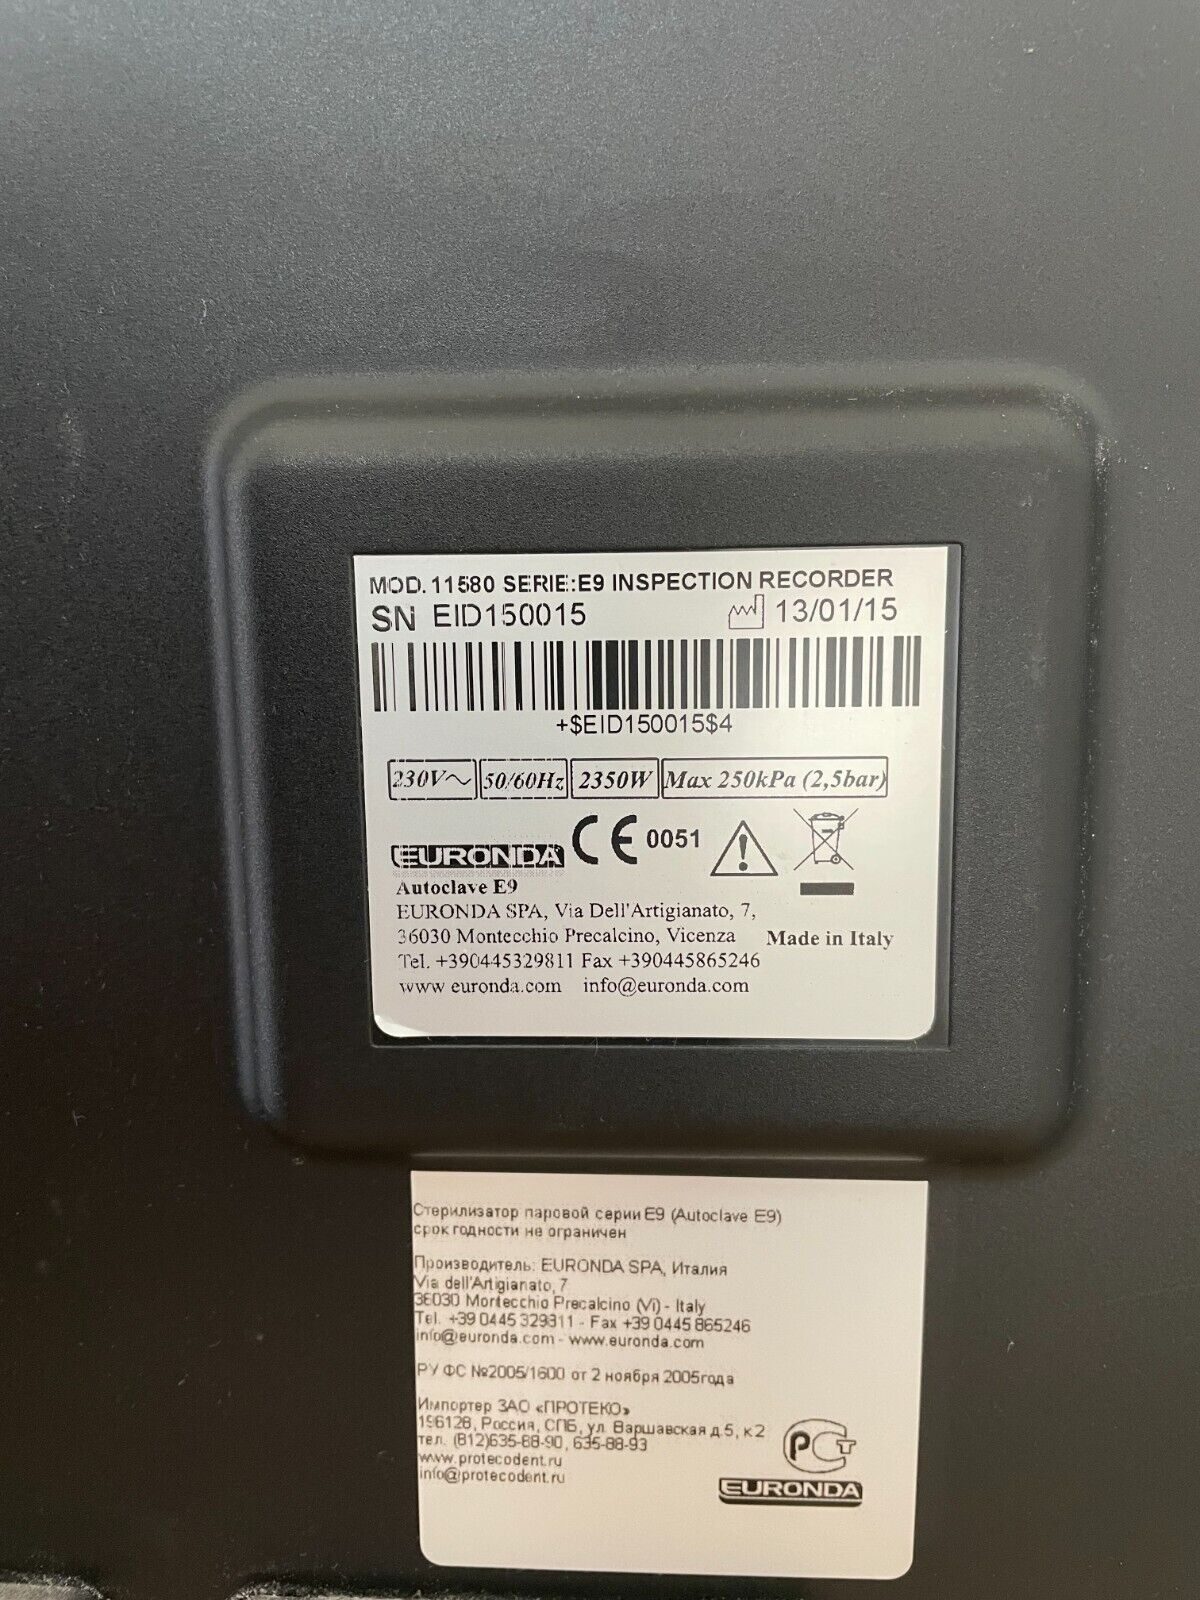 MOD. 11580 SERIE:E9 INSPECTION RECORDER
SN EID150015 13/01/15
+$EID150015$4
230V~ 50/60Hz 2350W Max 250kPa (2,5bar)
EURONDA CE 0051
Autoclave E9
EURONDA SPA, Via Dell'Artigianato, 7,
36030 Montecchio Precalcino, Vicenza Made in Italy
Tel. +390445329811 Fax +390445865246
www euronda.com info@euronda.com
Стерилизатор паровой серии E9 (Autoclave E9)
срок годности не ограничен
Производитель: EURONDA SPA, Италия
Via dell'Artigianato, 7
36030 Montecchio Precalcino (Vi) - Italy
Tel. +39 0445 329811 - Fax +39 0445 865246
info@euronda.com - www.euronda.com
РУ ФС №2005/1600 от 2 ноября 2005года
Импортер ЗАО «ПРОТЕКО»
196128, Россия, СПБ, ул. Варшавская д.5, к2
тел. (812)635-88-90, 635-88-93
www.protecodent.ru
info@protecodent.ru
РСТ
EURONDA